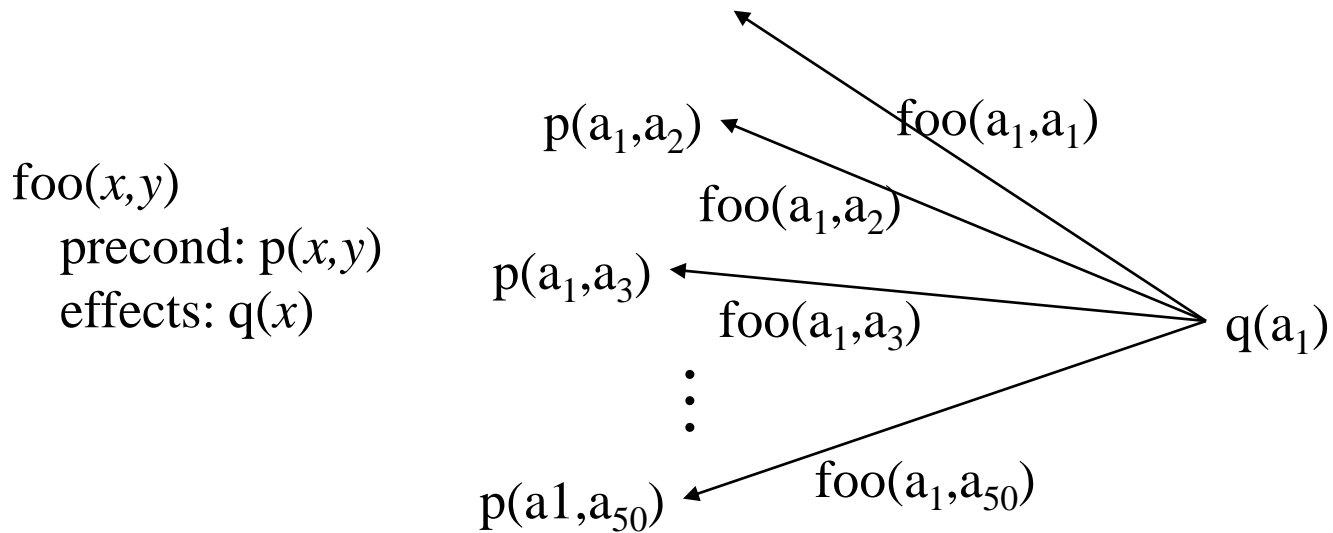 foo(x,y)
precond: p(x,y)
effects: q(x)
foo(a₁,a₁)
p(a₁,a₂)
foo(a₁,a₂)
p(a₁,a₃)
foo(a₁,a₃)
q(a₁)
⋮
p(a1,a₅₀)
foo(a₁,a₅₀)